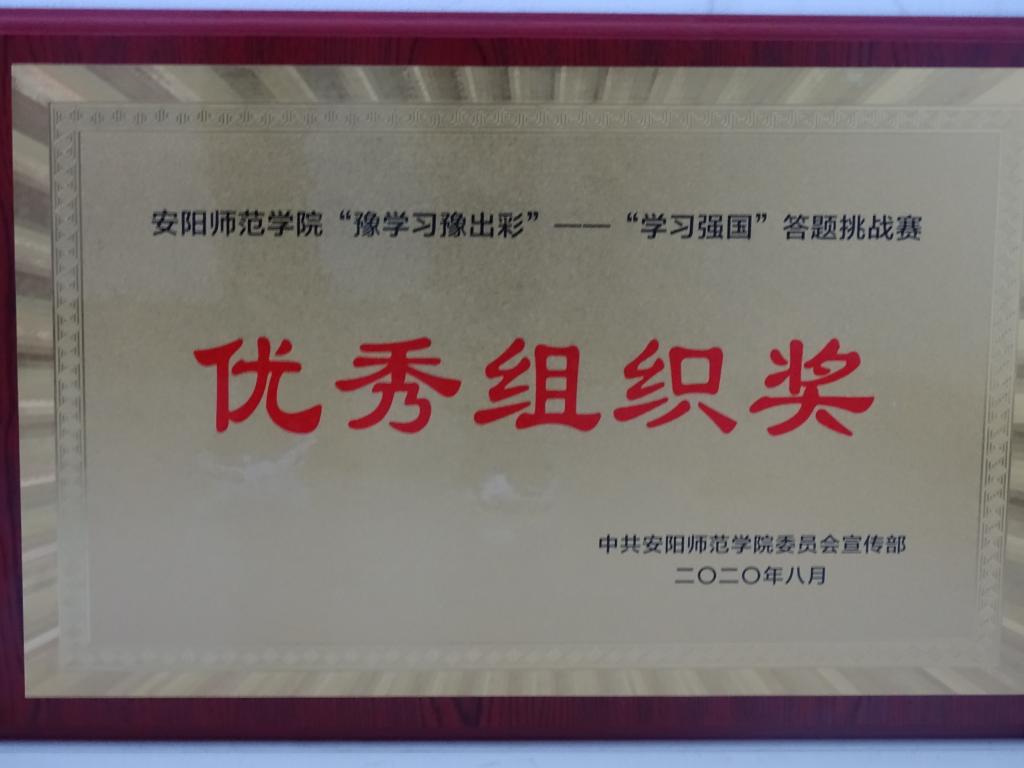 安阳师范学院“豫学习豫出彩”——“学习强国”答题挑战赛
优秀组织奖
中共安阳师范学院委员会宣传部
二〇二〇年八月